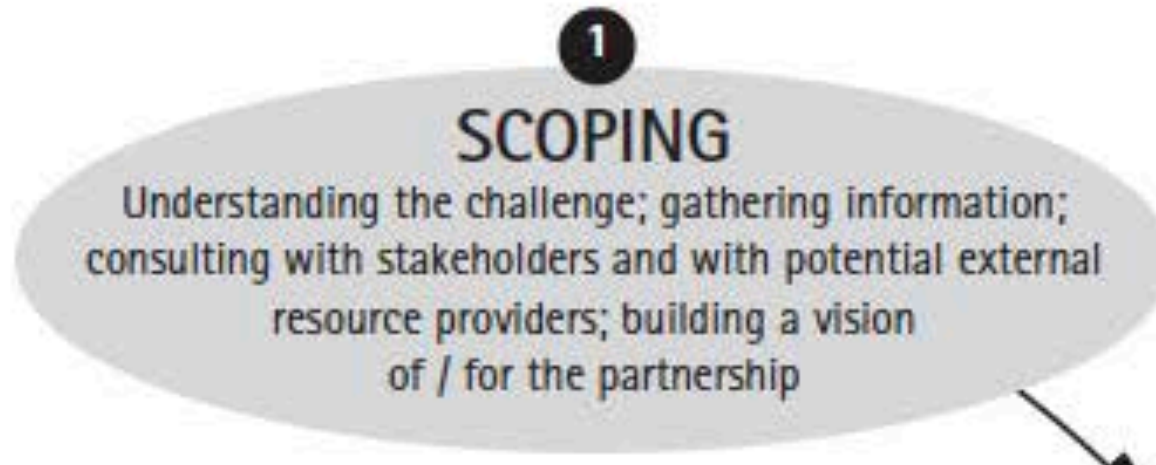 1
SCOPING
Understanding the challenge; gathering information;
consulting with stakeholders and with potential external
resource providers; building a vision
of / for the partnership